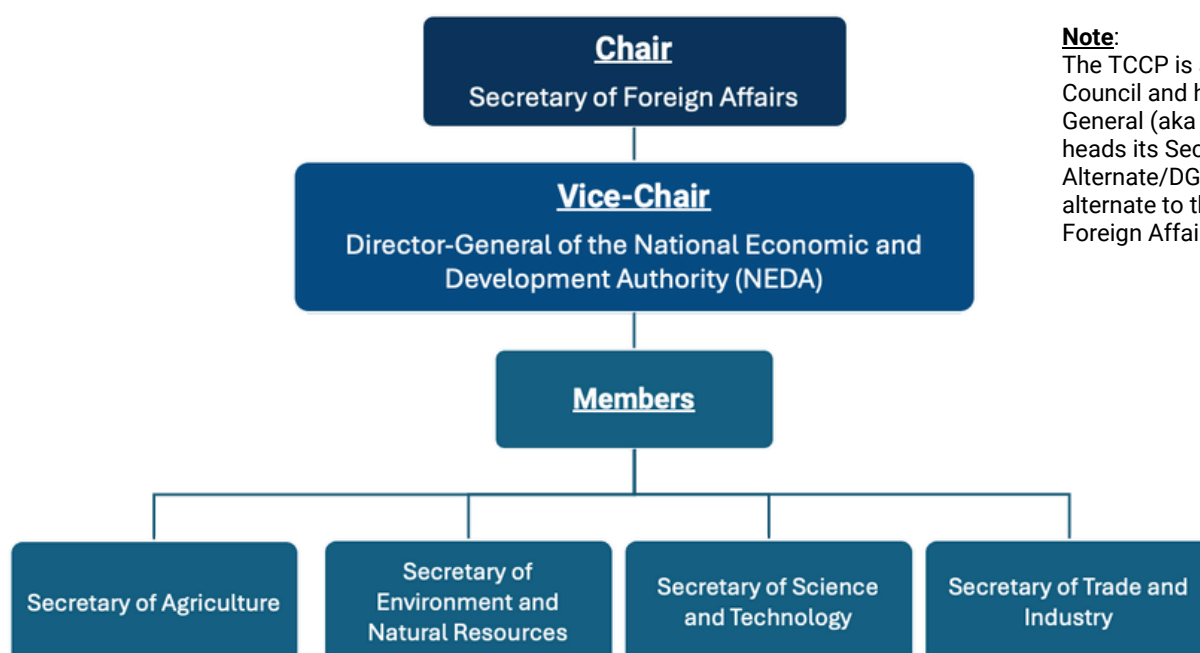 Chair
Secretary of Foreign Affairs
Note:
The TCCP is
Council and
General (aka
heads its
Alternate/DG
alternate to
Foreign
Vice-Chair
Director-General of the National Economic and
Development Authority (NEDA)
Members
Secretary of Agriculture
Secretary of
Environment and
Natural Resources
Secretary of Science
and Technology
Secretary of Trade and
Industry